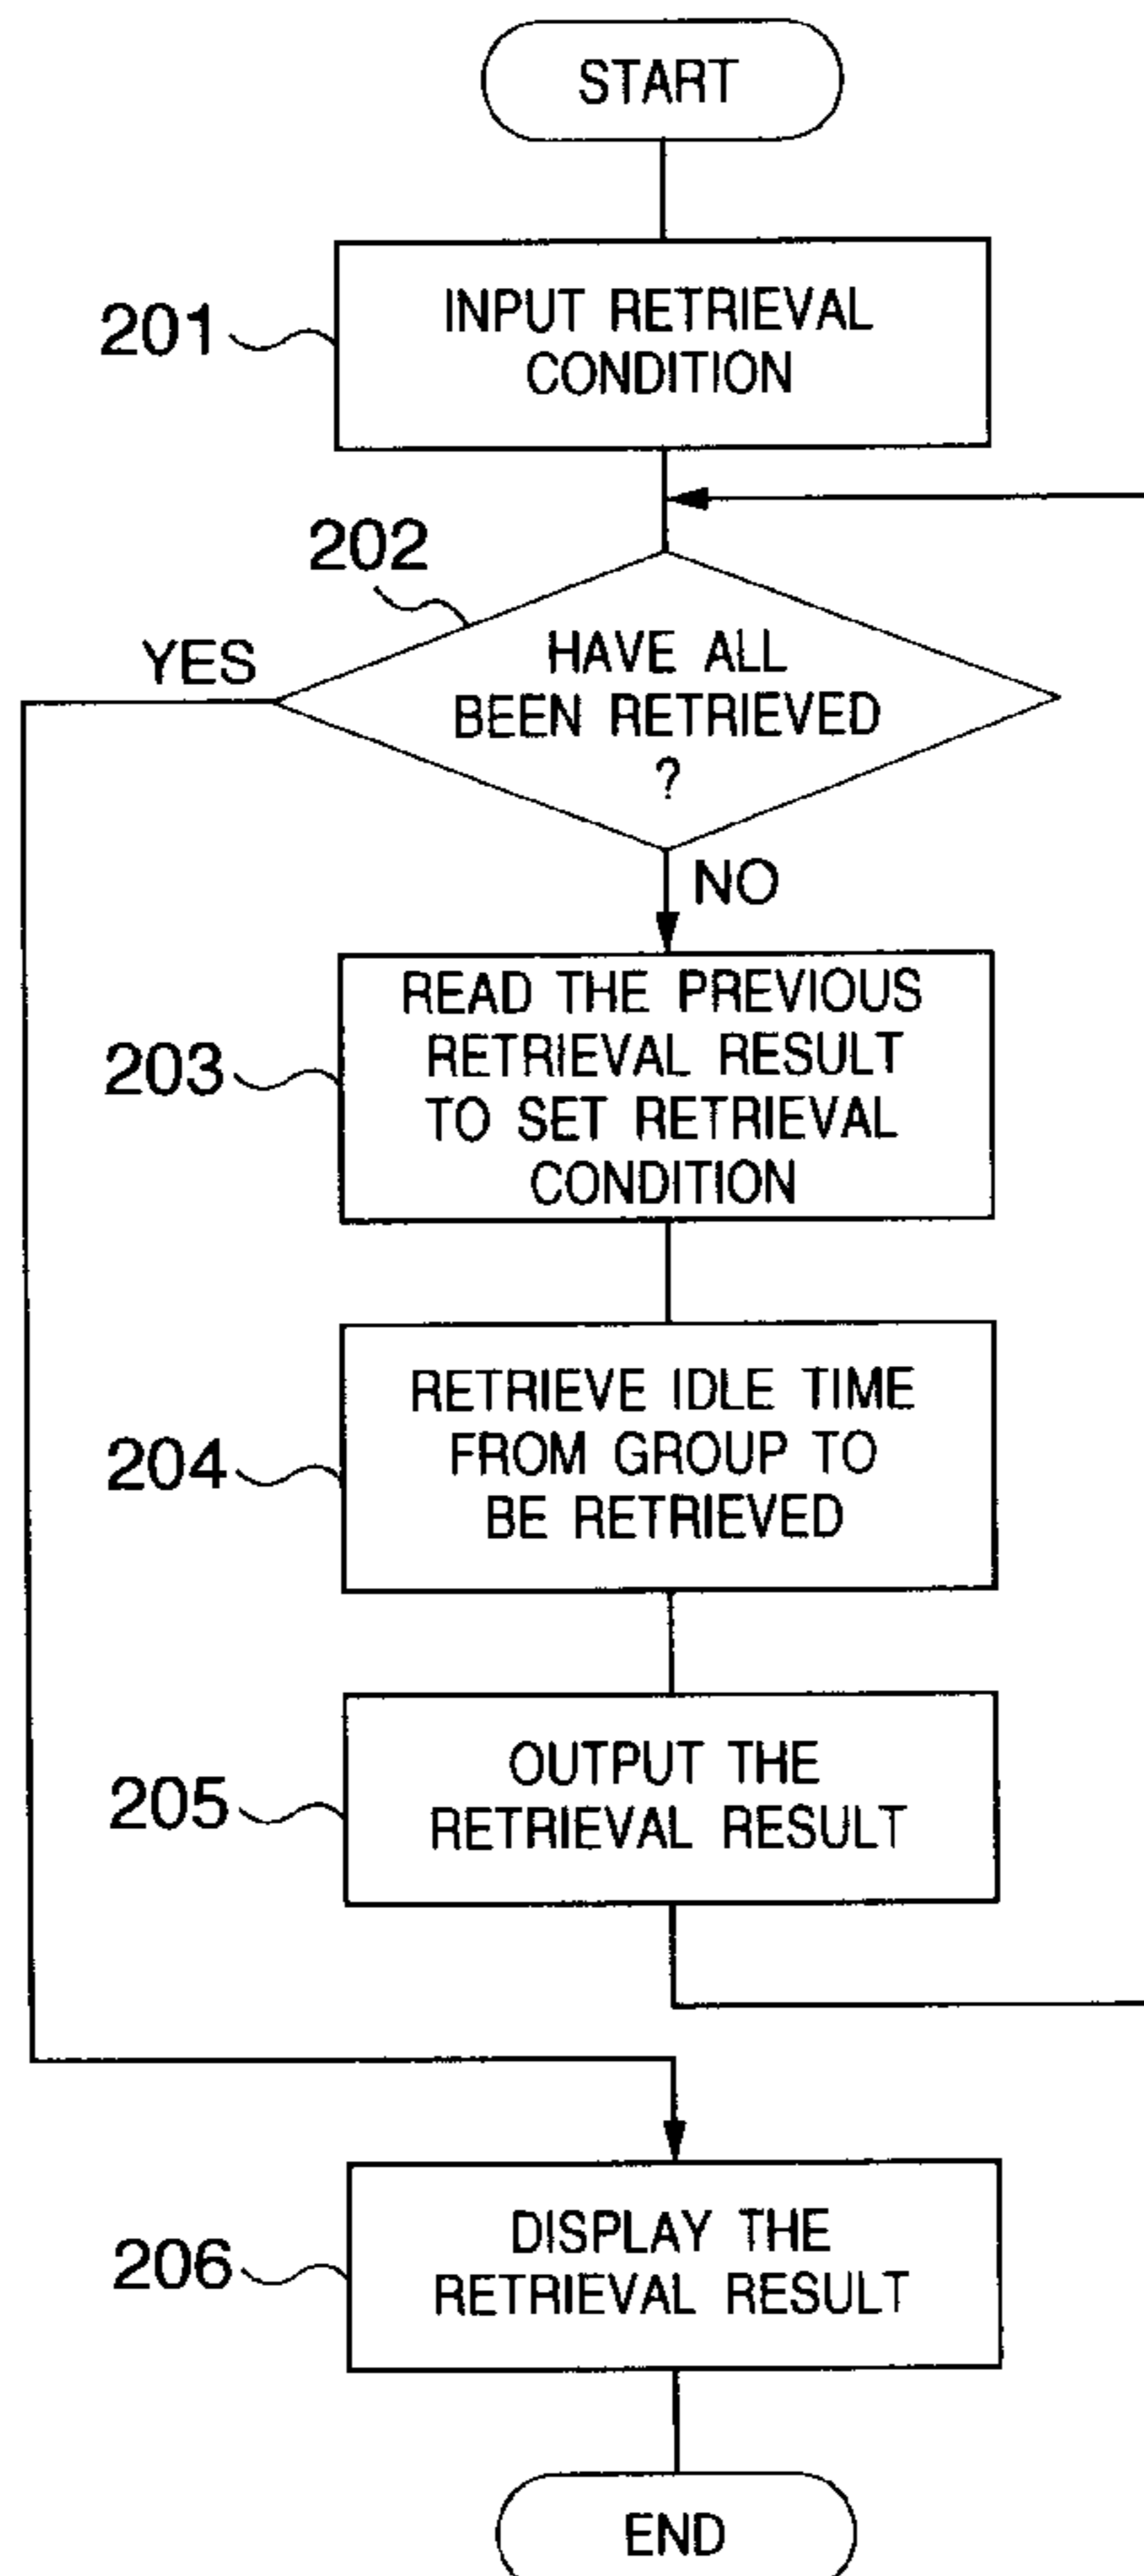 START
201
INPUT RETRIEVAL
CONDITION
202
YES
HAVE ALL
BEEN RETRIEVED
?
NO
203
READ THE PREVIOUS
RETRIEVAL RESULT
TO SET RETRIEVAL
CONDITION
204
RETRIEVE IDLE TIME
FROM GROUP TO
BE RETRIEVED
205
OUTPUT THE
RETRIEVAL RESULT
206
DISPLAY THE
RETRIEVAL RESULT
END